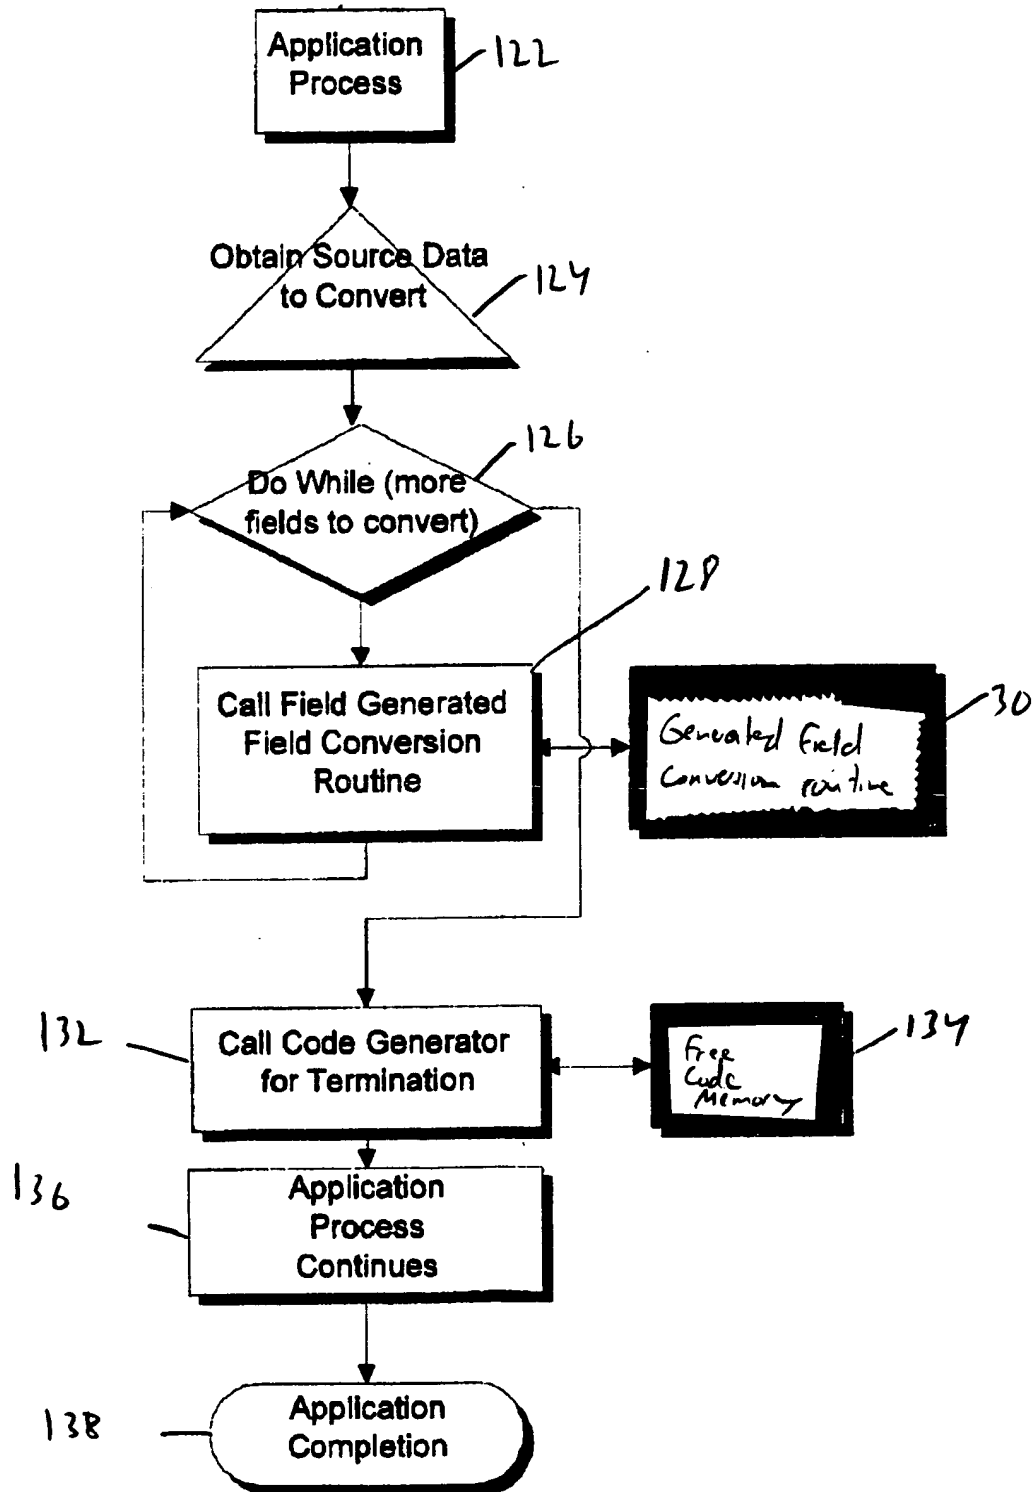 Application
Process
122
Obtain Source Data
to Convert
124
126
Do While (more
fields to convert)
128
Call Field Generated
Field Conversion
Routine
30
Generated Field
Conversion routine
132
Call Code Generator
for Termination
134
Free
Code
Memory
136
Application
Process
Continues
138
Application
Completion